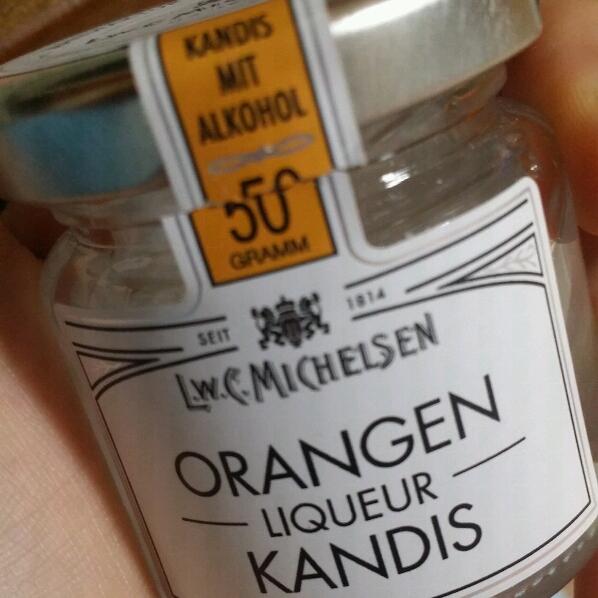 KANDIS
MIT
ALKOHOL
50
GRAMM
SEIT 1814
L.W.C. MICHELSEN
ORANGEN
LIQUEUR
KANDIS